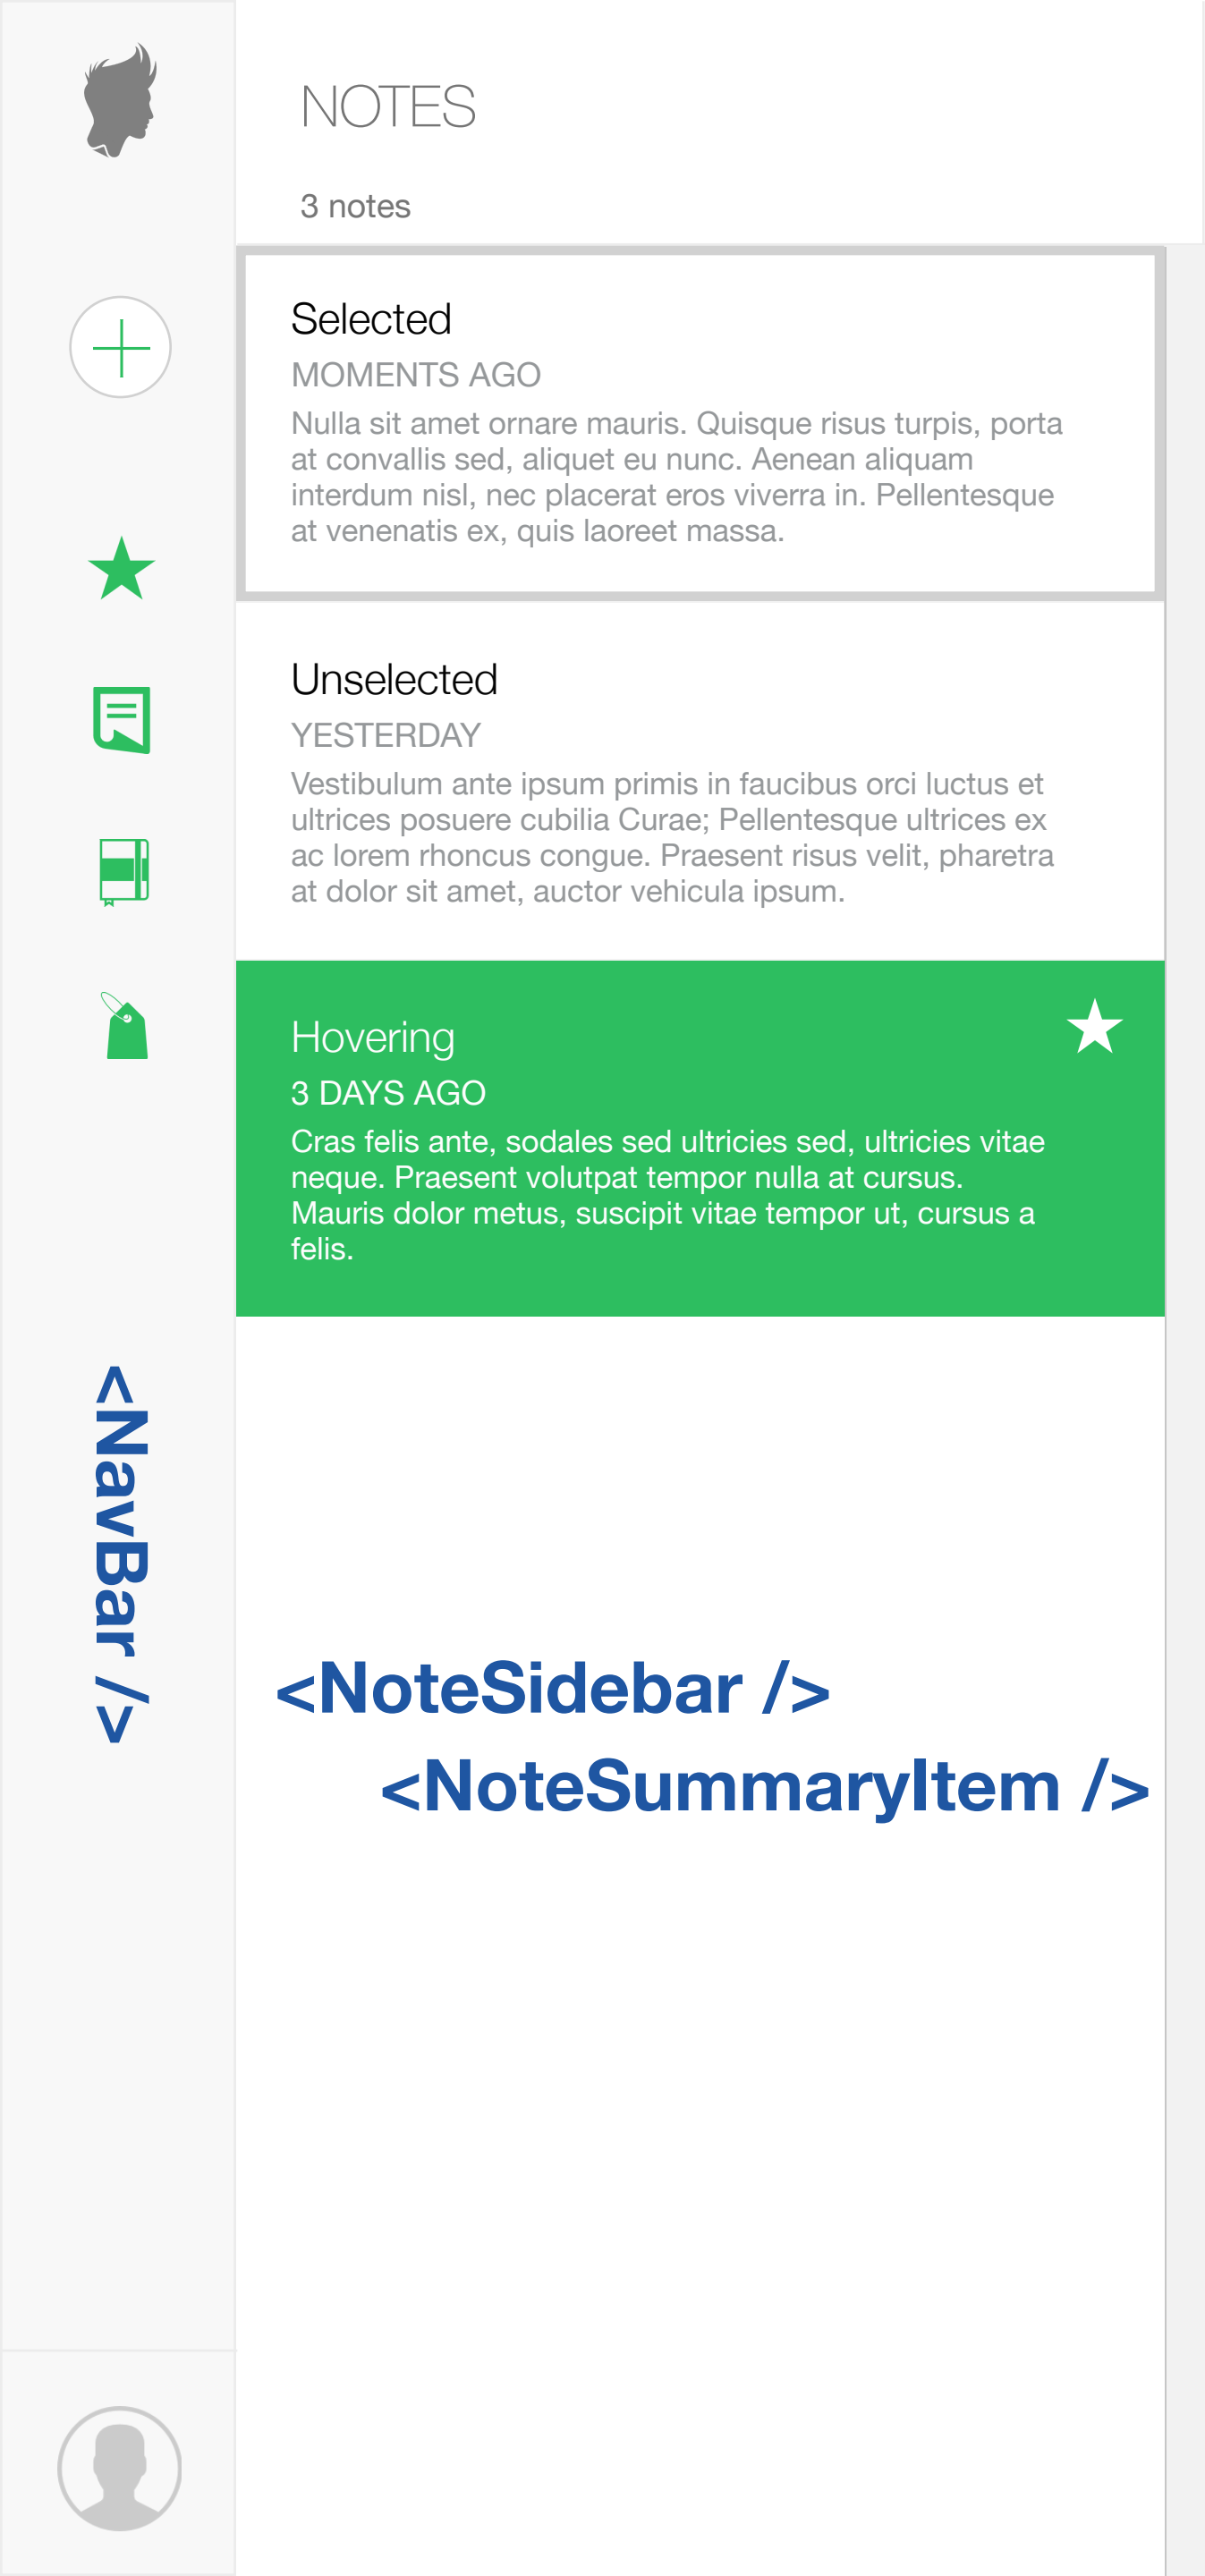 NOTES
3 notes
Selected
MOMENTS AGO
Nulla sit amet ornare mauris. Quisque risus turpis, porta
at convallis sed, aliquet eu nunc. Aenean aliquam
interdum nisl, nec placerat eros viverra in. Pellentesque
at venenatis ex, quis laoreet massa.
Unselected
YESTERDAY
Vestibulum ante ipsum primis in faucibus orci luctus et
ultrices posuere cubilia Curae; Pellentesque ultrices ex
ac lorem rhoncus congue. Praesent risus velit, pharetra
at dolor sit amet, auctor vehicula ipsum.
Hovering
3 DAYS AGO
Cras felis ante, sodales sed ultricies sed, ultricies vitae
neque. Praesent volutpat tempor nulla at cursus.
Mauris dolor metus, suscipit vitae tempor ut, cursus a
felis.
<NavBar />
<NoteSidebar />
<NoteSummaryItem />